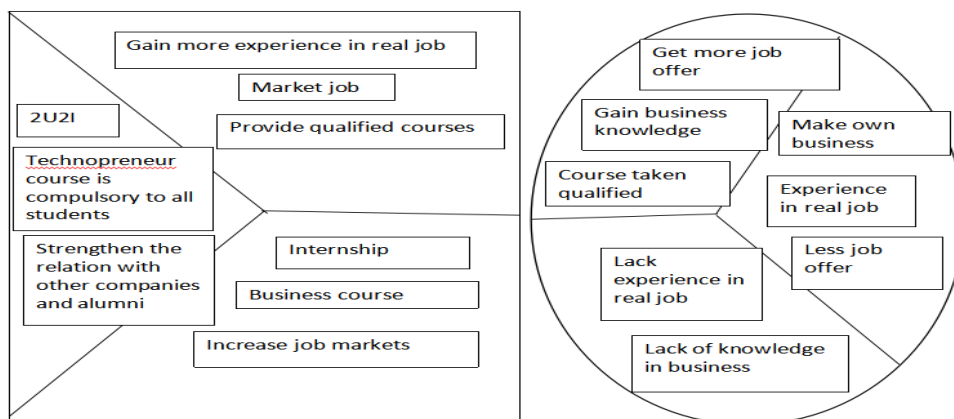 Gain more experience in real job
Market job
Provide qualified courses
2U2I
Technopreneur
course is
compulsory to all
students
Strengthen the
relation with
other companies
and alumni
Internship
Business course
Increase job markets
Get more job
offer
Gain business
knowledge
Course taken
qualified
Make own
business
Experience
in real job
Less job
offer
Lack
experience in
real job
Lack of knowledge
in business